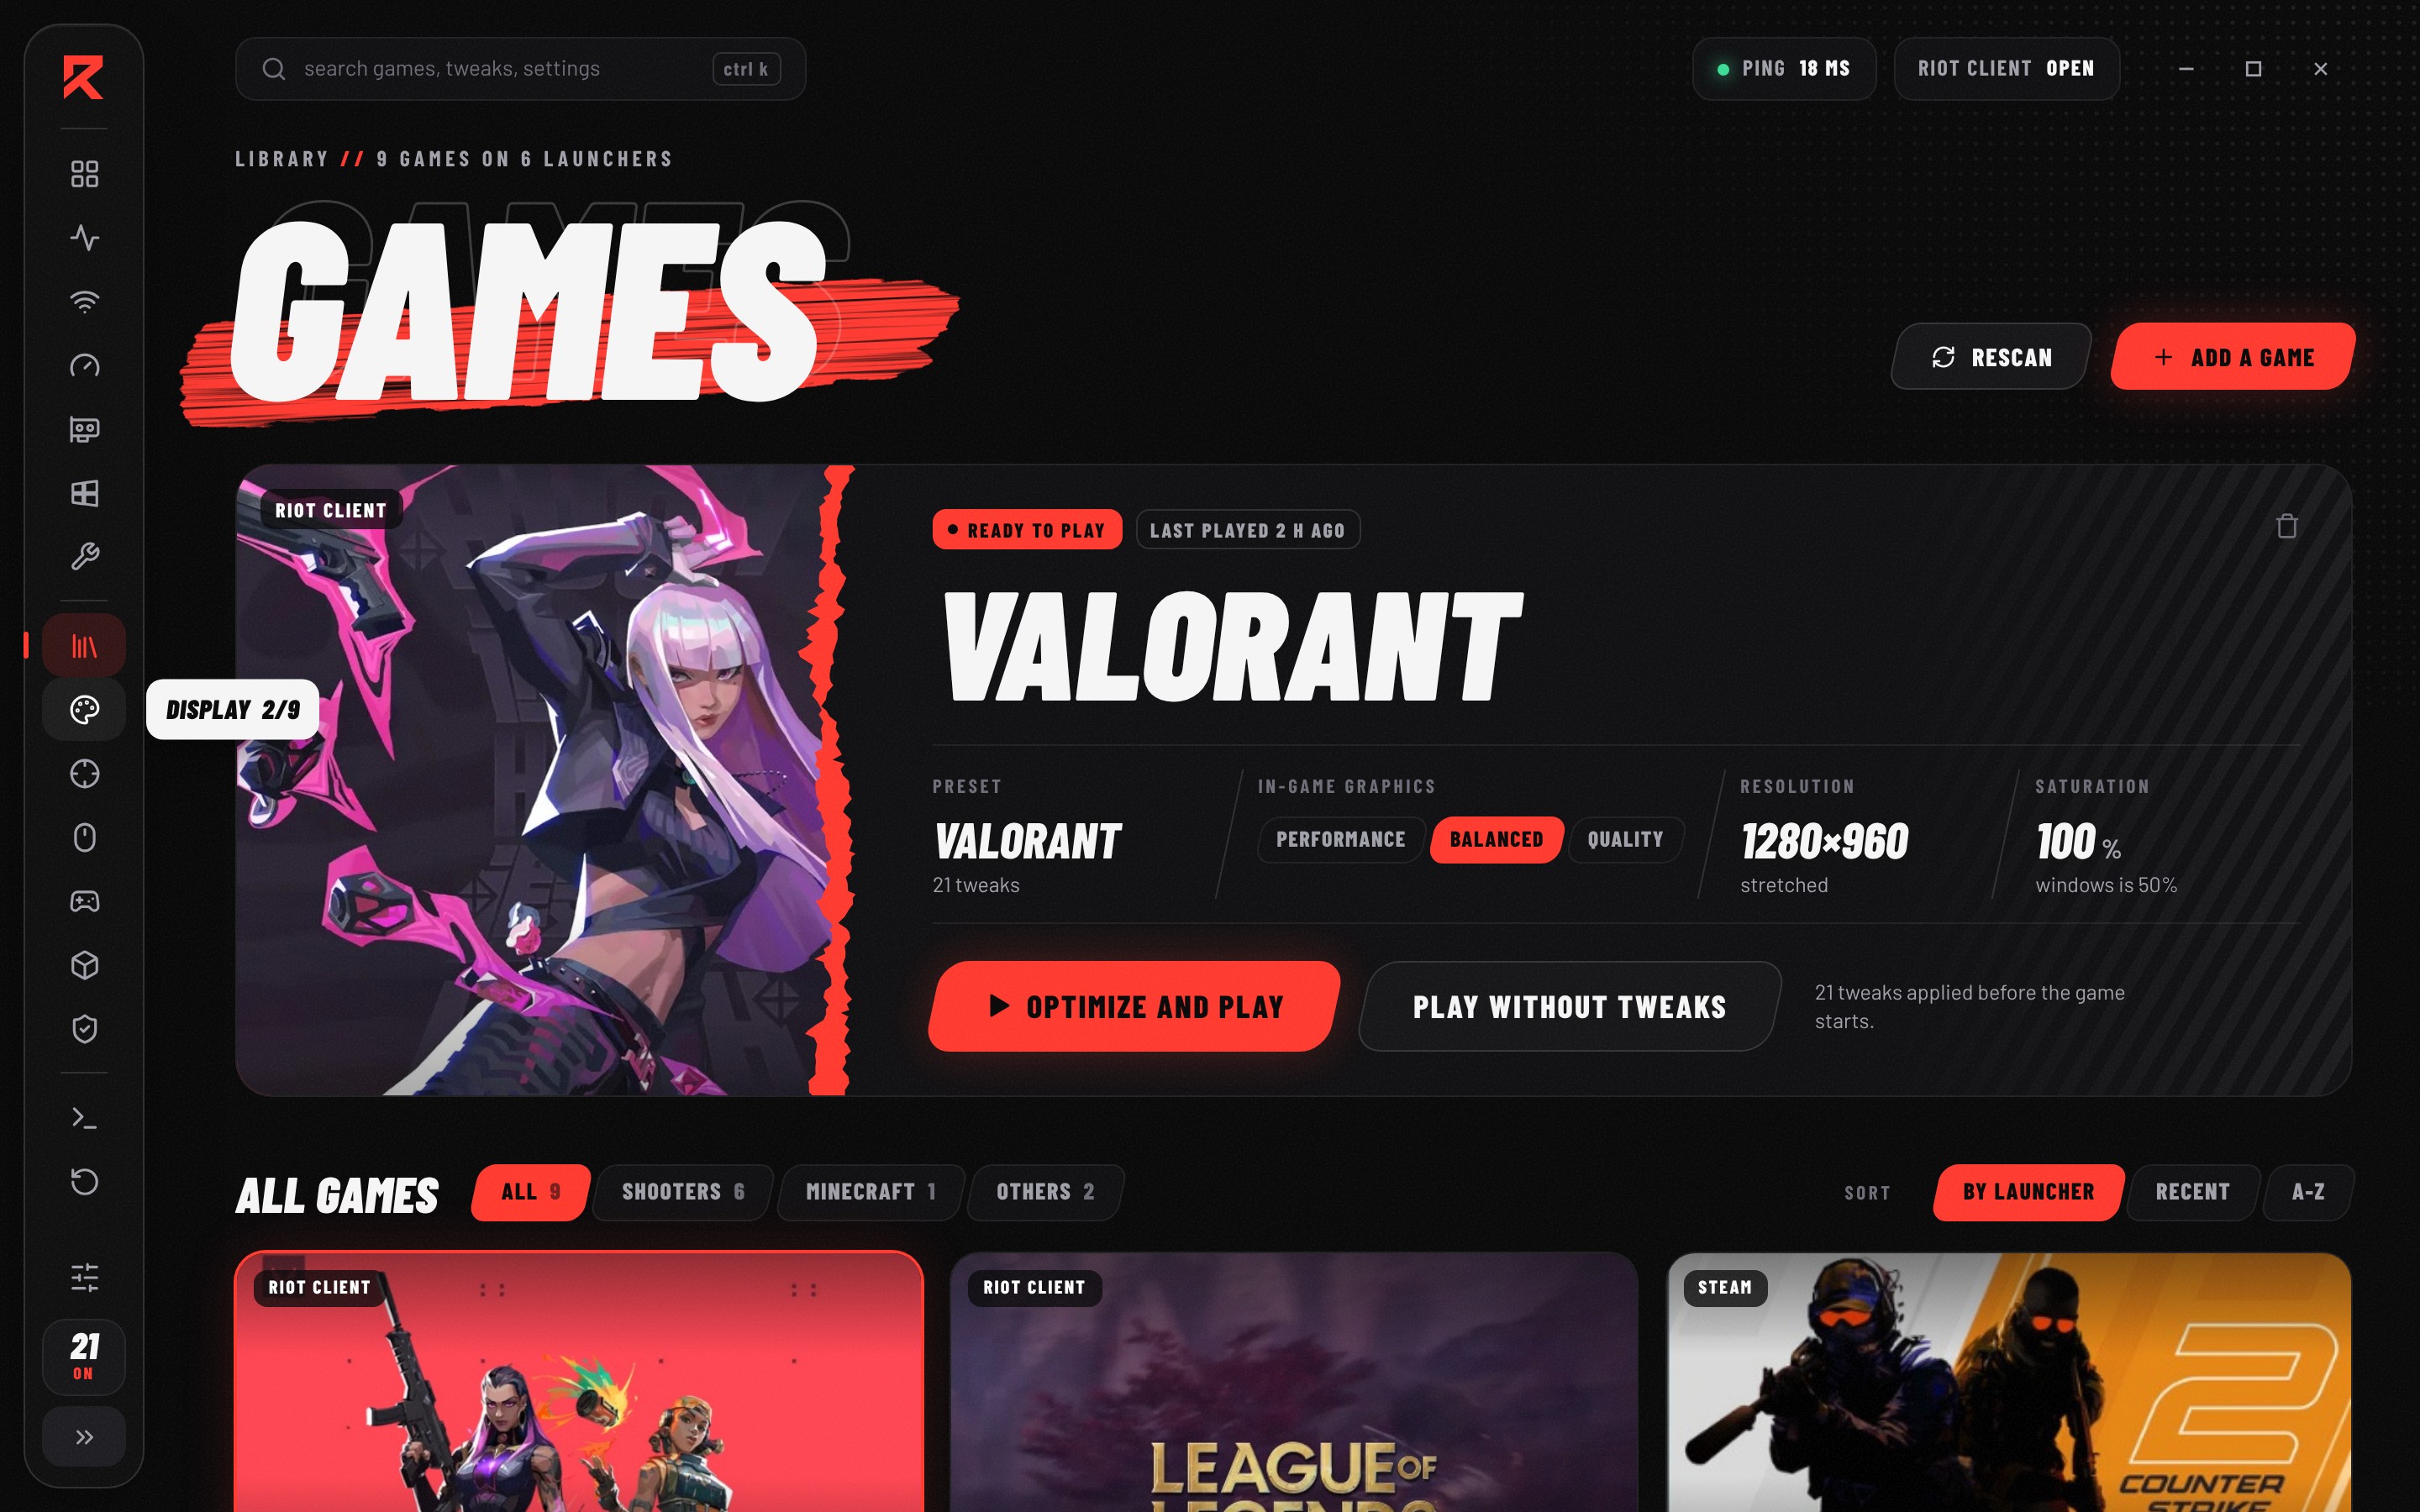 search games, tweaks, settings
ctrl k
PING 18 MS
RIOT CLIENT OPEN
LIBRARY // 9 GAMES ON 6 LAUNCHERS
GAMES
RESCAN
ADD A GAME
RIOT CLIENT
READY TO PLAY
LAST PLAYED 2 H AGO
VALORANT
DISPLAY 2/9
PRESET
VALORANT
21 tweaks
IN-GAME GRAPHICS
PERFORMANCE
BALANCED
QUALITY
RESOLUTION
1280×960
stretched
SATURATION
100 %
windows is 50%
OPTIMIZE AND PLAY
PLAY WITHOUT TWEAKS
21 tweaks applied before the game
starts.
ALL GAMES
ALL 9
SHOOTERS 6
MINECRAFT 1
OTHERS 2
SORT
BY LAUNCHER
RECENT
A-Z
RIOT CLIENT
RIOT CLIENT
LEAGUE OF
LEGENDS
STEAM
2
COUNTER
STRIKE
21
ON